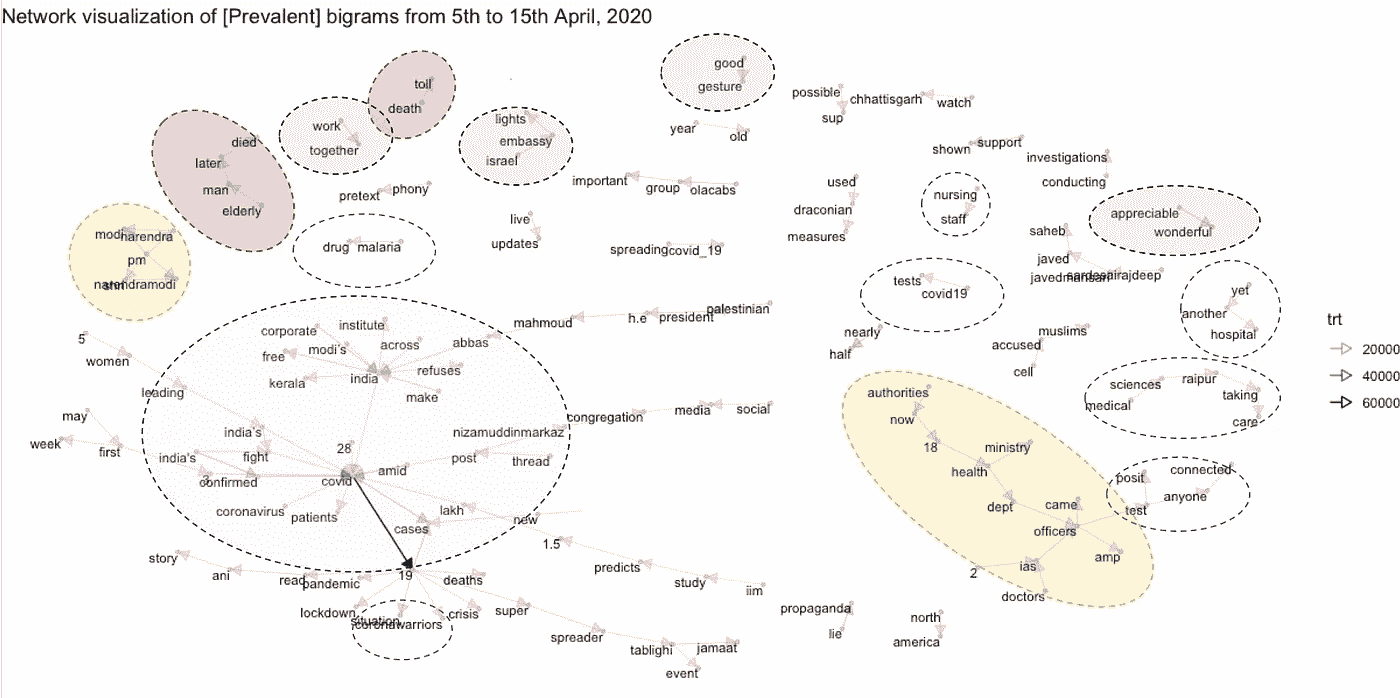 Network visualization of [Prevalent] bigrams from 5th to 15th April, 2020
good
gesture
toll
death
work
together
lights
embassy
israel
year
old
possible
sup
chhattisgarh
watch
shown
support
investigations
conducting
died
later
man
elderly
pretext
phony
important
group
olacabs
used
draconian
measures
nursing
staff
appreciable
wonderful
modi
narendra
pm
narendramodi
drug
malaria
live
updates
spreading
covid_19
tests
covid19
saheb
javed
sardesairajdeep
yet
another
hospital
mahmoud
h.e
president
palestinian
nearly
half
muslims
accused
cell
trt
20000
40000
60000
5
women
leading
corporate
institute
free
modi's
across
abbas
kerala
india
refuses
make
sciences
raipur
medical
taking
care
may
week
first
congregation
media
social
india's
nizamuddinmarkaz
28
india's
fight
post
thread
3
confirmed
covid
amid
coronavirus
patients
lakh
cases
new
authorities
now
18
ministry
health
dept
came
officers
ias
amp
2
doctors
posit
connected
anyone
test
story
ani
read
pandemic
19
deaths
1.5
predicts
study
iim
lockdown
situation
coronawarriors
crisis
super
spreader
tablighi
jamaat
event
propaganda
lie
north
america